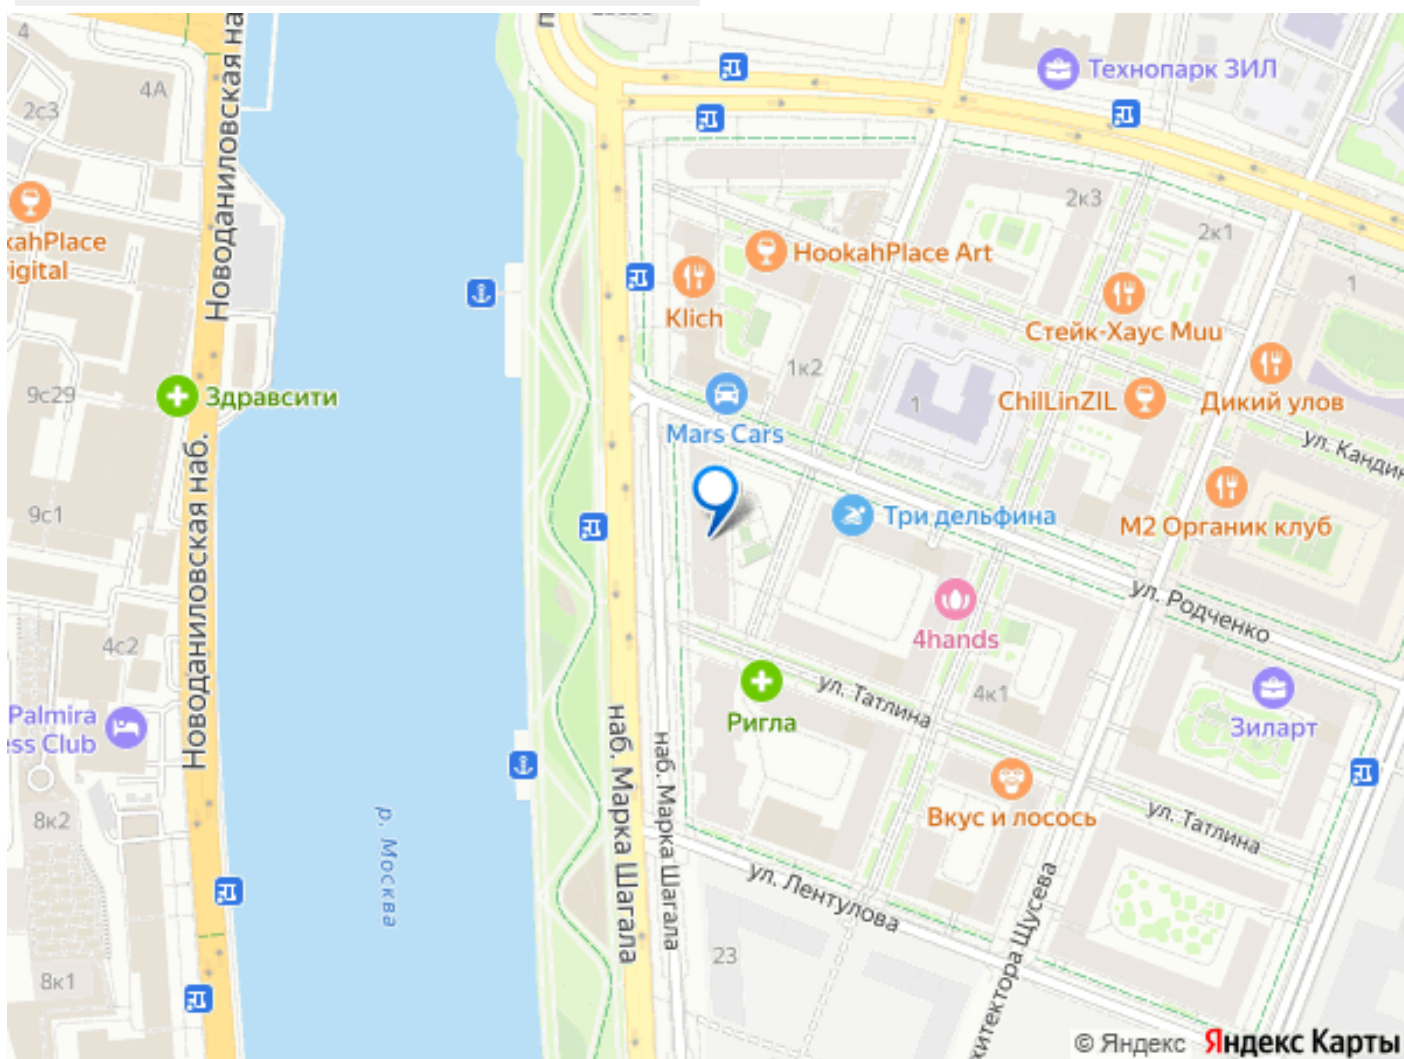 4
4А
2с3
Новоданиловская на
Технопарк ЗИЛ
2к3
2к1
kahPlace
igital
HookahPlace Art
1
Klich
Стейк-Хаус Muu
1к2
9с29
Здравсити
1
ChilLinZIL
Дикий улов
Mars Cars
ул. Кандин
9с1
Три дельфина
М2 Органик клуб
Новоданиловская наб.
ул. Родченко
4hands
4с2
ул. Татлина
4к1
Palmira
ss Club
Ригла
Зиларт
наб. Марка Шагала
наб. Марка Шагала
8к2
р. Москва
Вкус и лосось
ул. Татлина
ул. Лентулова
хитектора Щусева
23
8к1
© Яндекс Яндекс Карты